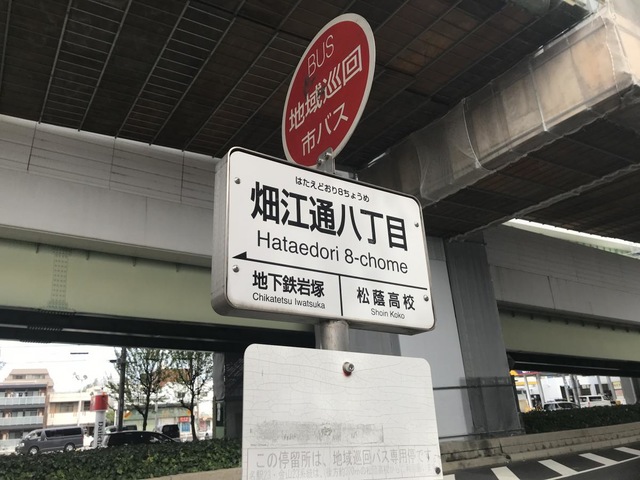 BUS
地域巡回
市バス
はたえどおり8ちょうめ
畑江通八丁目
Hataedori 8-chome
地下鉄岩塚
Chikatetsu Iwatsuka
松蔭高校
Shoin Koko
この停留所は、地域巡回バス専用停です